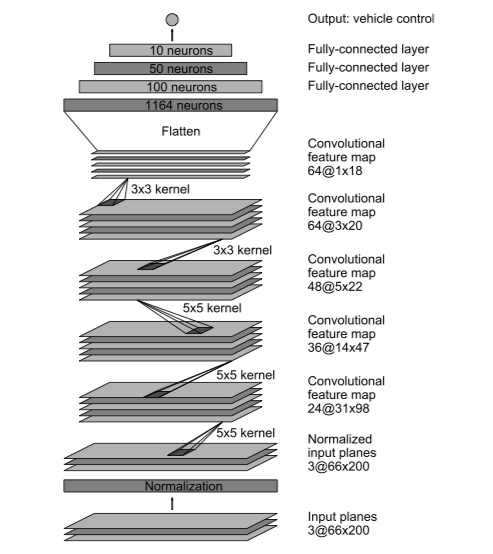 Output: vehicle control
10 neurons
Fully-connected layer
50 neurons
Fully-connected layer
100 neurons
Fully-connected layer
1164 neurons
Flatten
Convolutional
feature map
64@1x18
3x3 kernel
Convolutional
feature map
64@3x20
3x3 kernel
Convolutional
feature map
48@5x22
5x5 kernel
Convolutional
feature map
36@14x47
5x5 kernel
Convolutional
feature map
24@31x98
5x5 kernel
Normalized
input planes
3@66x200
Normalization
Input planes
3@66x200